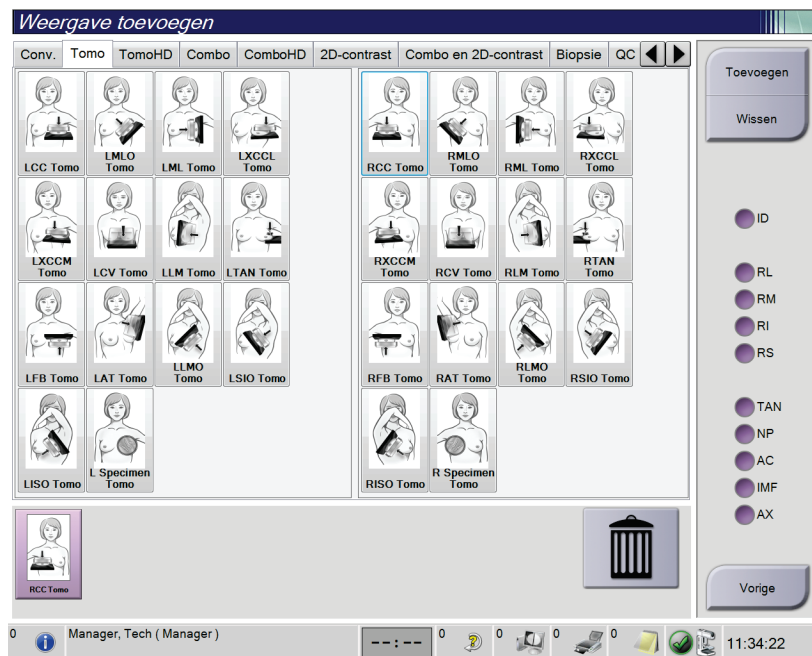 Weergave toevoegen
Conv. Tomo TomoHD Combo ComboHD 2D-contrast Combo en 2D-contrast Biopsie QC
LCC Tomo
LMLO
Tomo
LML Tomo
LXCCL
Tomo
RCC Tomo
RMLO
Tomo
RML Tomo
RXCCL
Tomo
LXCCM
Tomo
LCV Tomo
LLM Tomo
LTAN Tomo
RXCCM
Tomo
RCV Tomo
RLM Tomo
RTAN
Tomo
LFB Tomo
LAT Tomo
LLMO
Tomo
LSIO Tomo
RFB Tomo
RAT Tomo
RLMO
Tomo
RSIO Tomo
LISO Tomo
L Specimen
Tomo
RISO Tomo
R Specimen
Tomo
RCC Tomo
Toevoegen
Wissen
ID
RL
RM
RI
RS
TAN
NP
AC
IMF
AX
Vorige
0 Manager, Tech ( Manager ) --:-- 0 0 0 0 11:34:22